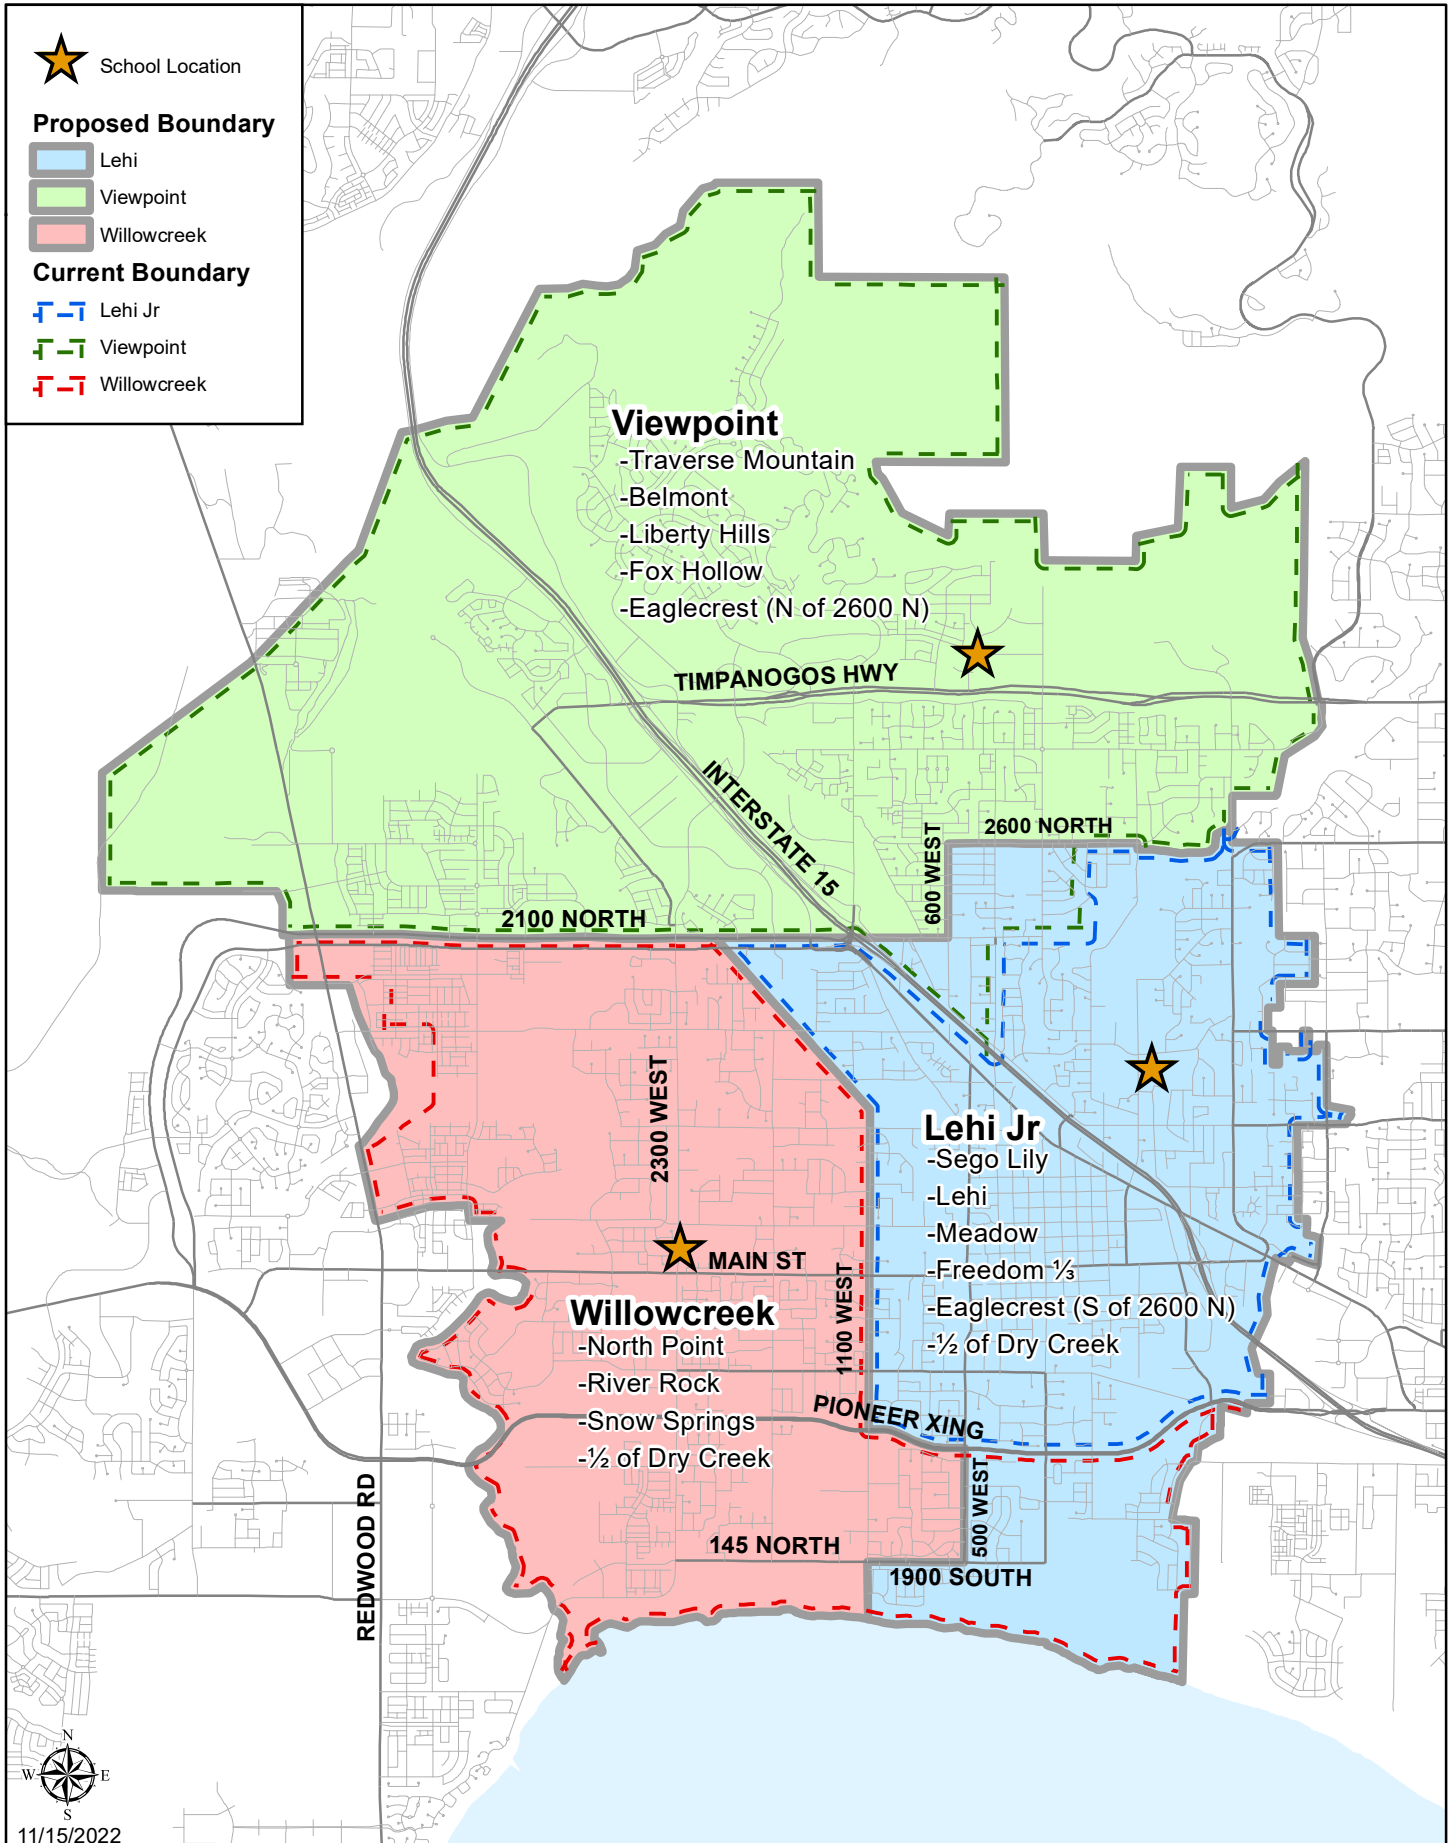 School Location
Proposed Boundary
Lehi
Viewpoint
Willowcreek
Current Boundary
Lehi Jr
Viewpoint
Willowcreek
Viewpoint
-Traverse Mountain
-Belmont
-Liberty Hills
-Fox Hollow
-Eaglecrest (N of 2600 N)
TIMPANOGOS HWY
INTERSTATE 15
2600 NORTH
600 WEST
2100 NORTH
2300 WEST
Lehi Jr
-Sego Lily
-Lehi
-Meadow
-Freedom ⅓
-Eaglecrest (S of 2600 N)
-½ of Dry Creek
MAIN ST
1100 WEST
Willowcreek
-North Point
-River Rock
-Snow Springs
-½ of Dry Creek
PIONEER XING
500 WEST
145 NORTH
1900 SOUTH
REDWOOD RD
N
W
E
S
11/15/2022